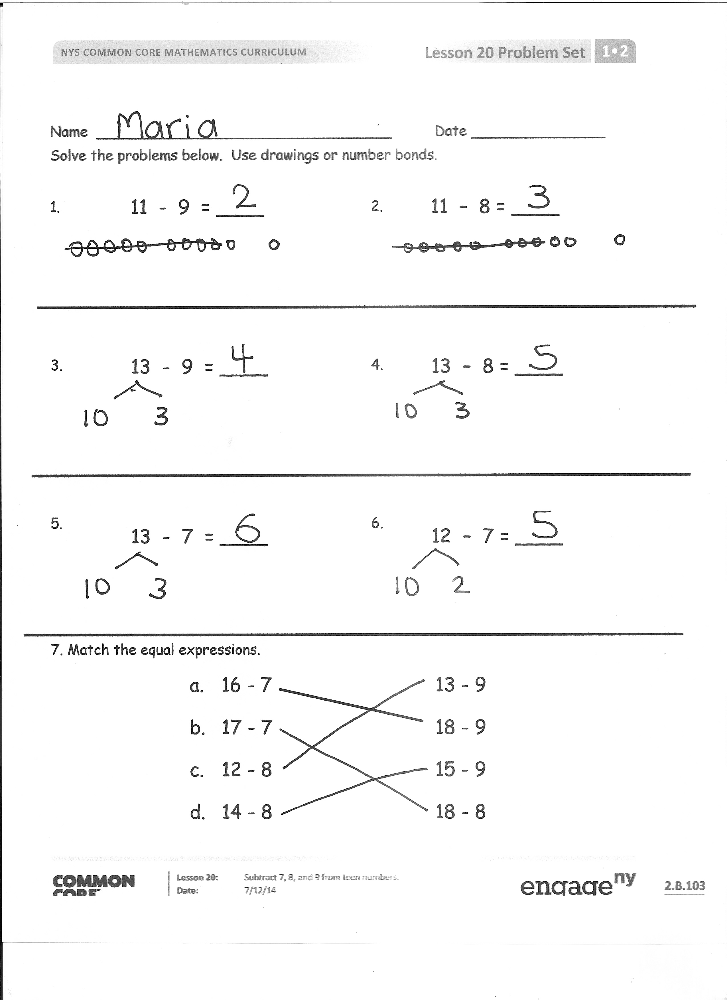 NYS COMMON CORE MATHEMATICS CURRICULUM Lesson 20 Problem Set 1•2
Name Maria Date
Solve the problems below. Use drawings or number bonds.
1. 11 - 9 = 2
2. 11 - 8 = 3
3. 13 - 9 = 4
10 3
4. 13 - 8 = 5
10 3
5. 13 - 7 = 6
10 3
6. 12 - 7 = 5
10 2
7. Match the equal expressions.
a. 16 - 7 13 - 9
b. 17 - 7 18 - 9
c. 12 - 8 15 - 9
d. 14 - 8 18 - 8
COMMON
CORE™
Lesson 20: Subtract 7, 8, and 9 from teen numbers.
Date: 7/12/14
engage ny
2.B.103